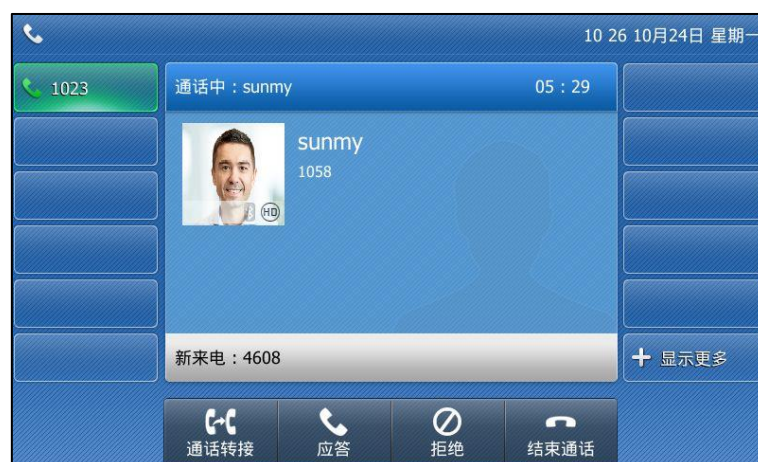 10 26 10月24日 星期一
1023
通话中：sunmy 05：29
sunmy
1058
HD
新来电：4608
显示更多
通话转接 应答 拒绝 结束通话